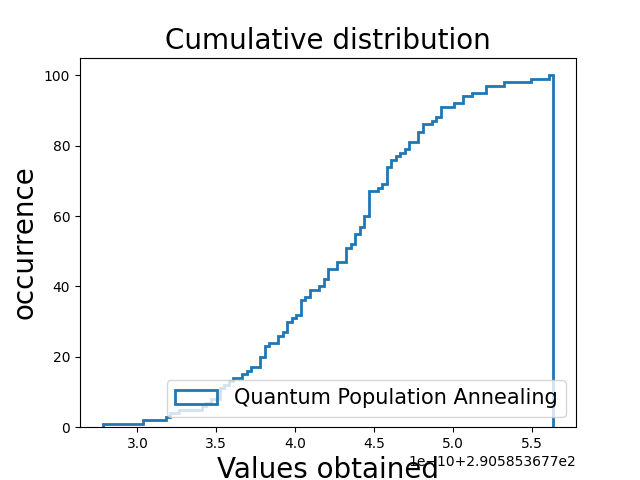 Cumulative distribution
occurrence
100
80
60
40
20
0
Quantum Population Annealing
3.0 3.5 4.0 4.5 5.0 5.5
1e−10+2.905853677e2
Values obtained